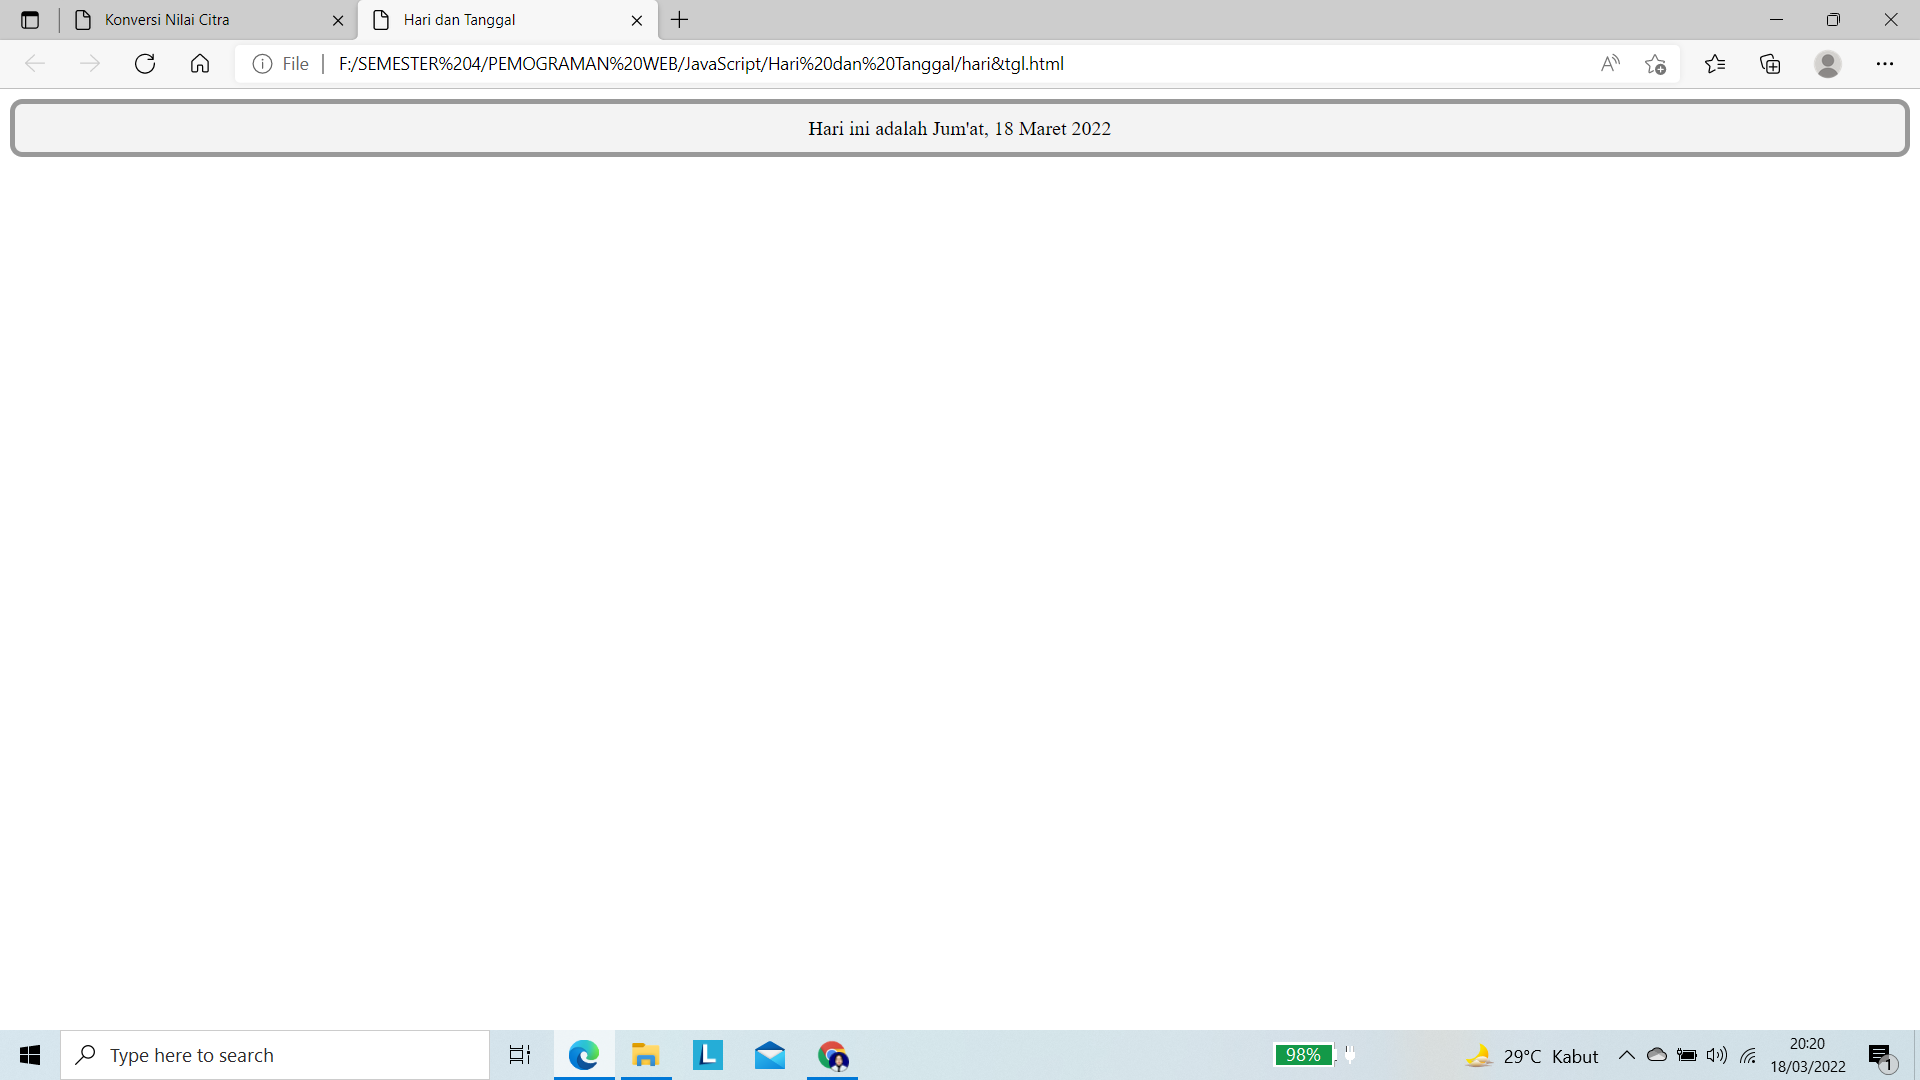 Konversi Nilai Citra
Hari dan Tanggal
File
F:/SEMESTER%204/PEMOGRAMAN%20WEB/JavaScript/Hari%20dan%20Tanggal/hari&tgl.html
Hari ini adalah Jum'at, 18 Maret 2022
Type here to search
L
98%
29°C Kabut
20:20
18/03/2022
1